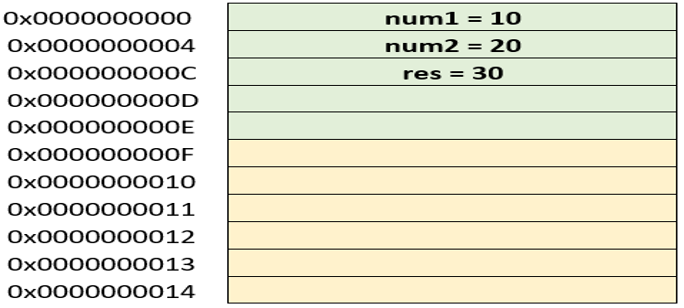 0x0000000000 num1 = 10
0x0000000004 num2 = 20
0x000000000C res = 30
0x000000000D
0x000000000E
0x000000000F
0x0000000010
0x0000000011
0x0000000012
0x0000000013
0x0000000014